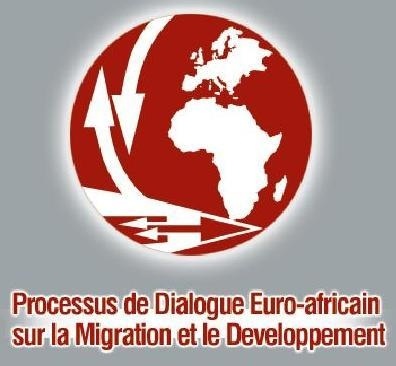 Processus de Dialogue Euro-africain
sur la Migration et le Developpement